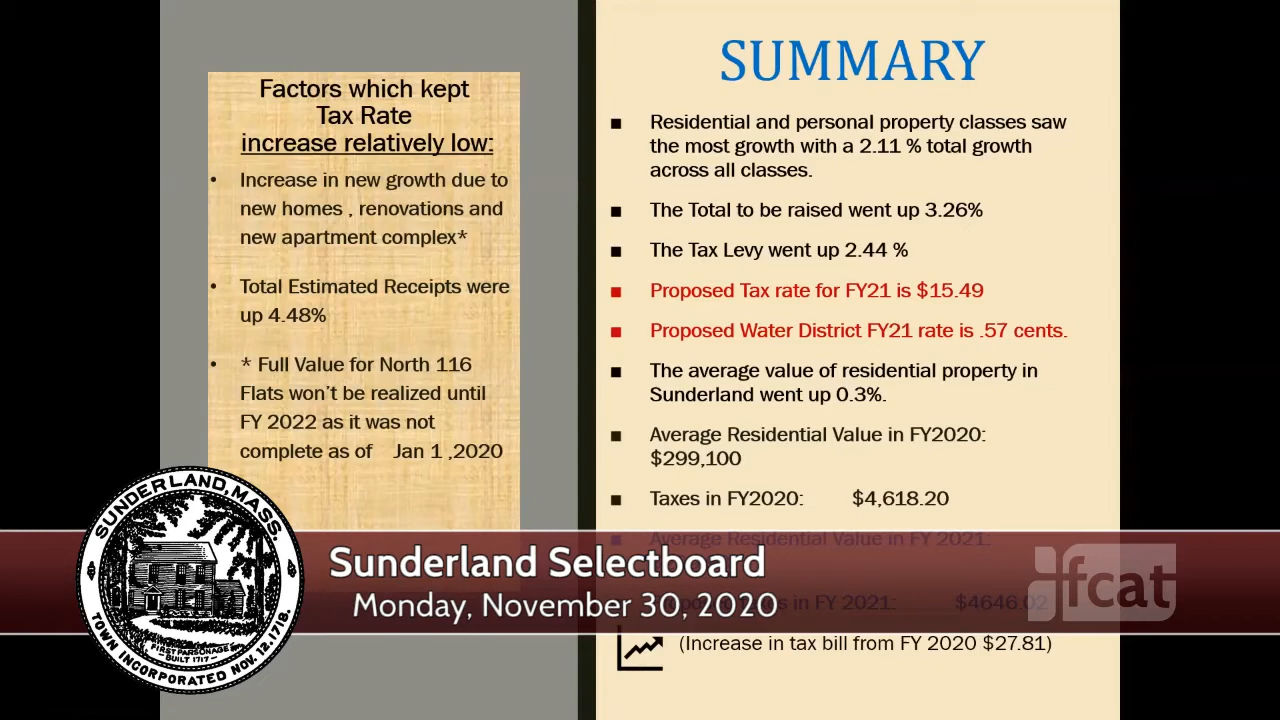 Factors which kept
Tax Rate
increase relatively low:
• Increase in new growth due to
new homes , renovations and
new apartment complex*
• Total Estimated Receipts were
up 4.48%
• * Full Value for North 116
Flats won't be realized until
FY 2022 as it was not
complete as of Jan 1 ,2020
SUMMARY
■ Residential and personal property classes saw
the most growth with a 2.11 % total growth
across all classes.
■ The Total to be raised went up 3.26%
■ The Tax Levy went up 2.44 %
■ Proposed Tax rate for FY21 is $15.49
■ Proposed Water District FY21 rate is .57 cents.
■ The average value of residential property in
Sunderland went up 0.3%.
■ Average Residential Value in FY2020:
$299,100
■ Taxes in FY2020: $4,618.20
■ Average Residential Value in FY 2021:
in FY 2021: $4646.02
(Increase in tax bill from FY 2020 $27.81)
SUNDERLAND, MASS.
FIRST PARSONAGE
BUILT 1717
TOWN INCORPORATED NOV. 12, 1718.
Sunderland Selectboard
Monday, November 30, 2020
fcat